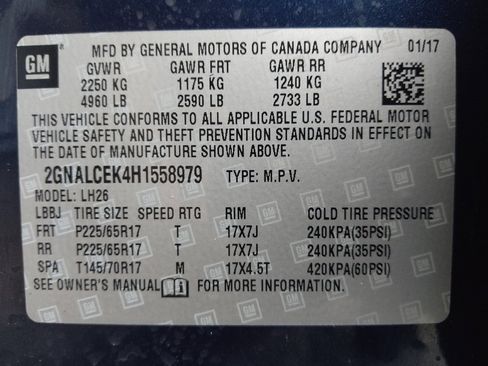 GM MFD BY GENERAL MOTORS OF CANADA COMPANY 01/17
GVWR GAWR FRT GAWR RR
2250 KG 1175 KG 1240 KG
4960 LB 2590 LB 2733 LB
THIS VEHICLE CONFORMS TO ALL APPLICABLE U.S. FEDERAL MOTOR
VEHICLE SAFETY AND THEFT PREVENTION STANDARDS IN EFFECT ON
THE DATE OF MANUFACTURE SHOWN ABOVE.
2GNALCEK4H1558979 TYPE: M.P.V.
MODEL: LH26
LBBJ TIRE SIZE SPEED RTG RIM COLD TIRE PRESSURE
FRT P225/65R17 T 17X7J 240KPA(35PSI)
RR P225/65R17 T 17X7J 240KPA(35PSI)
SPA T145/70R17 M 17X4.5T 420KPA(60PSI)
SEE OWNER'S MANUAL FOR MORE INFORMATION.